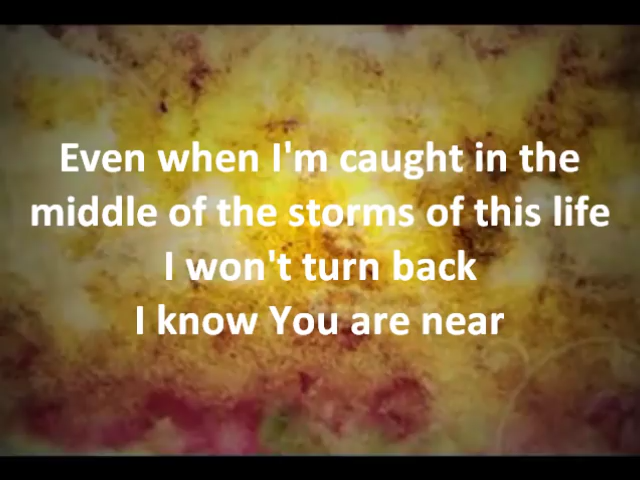 Even when I'm caught in the
middle of the storms of this life
I won't turn back
I know You are near